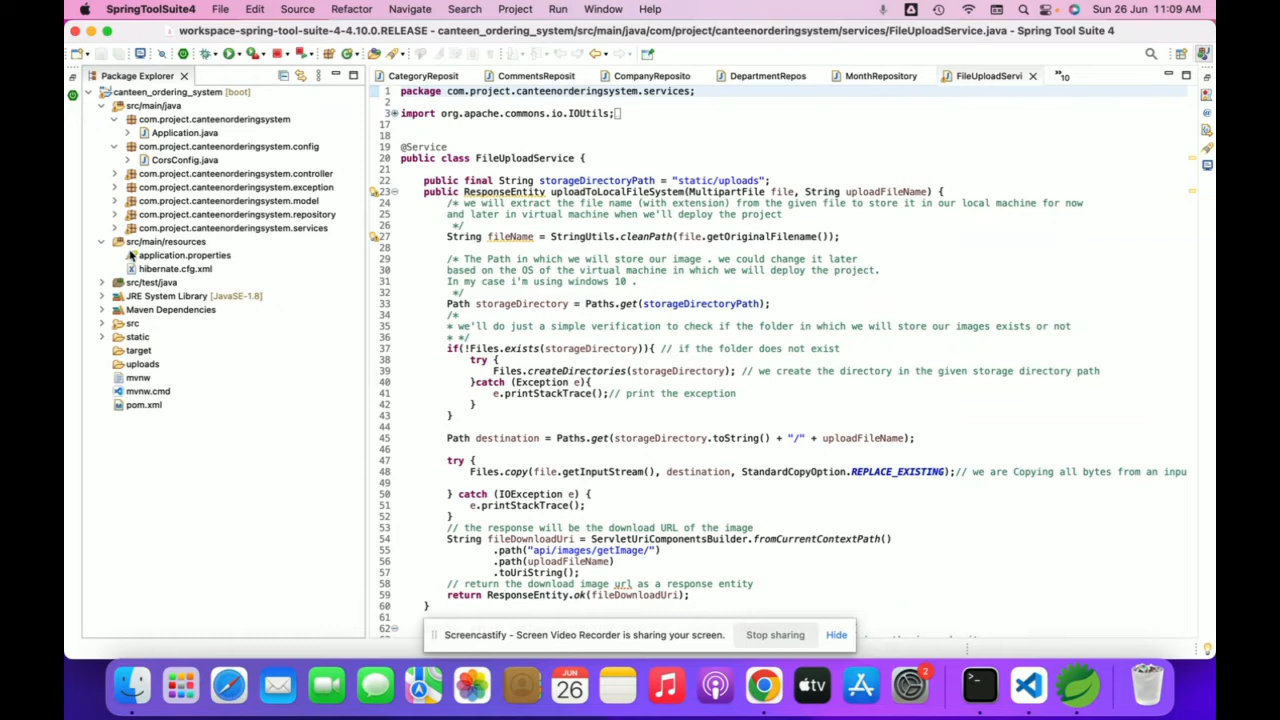 SpringToolSuite4 File Edit Source Refactor Navigate Search Project Run Window Help Sun 26 Jun 11:09 AM
workspace-spring-tool-suite-4-4.10.0.RELEASE - canteen_ordering_system/src/main/java/com/project/canteenorderingsystem/services/FileUploadService.java - Spring Tool Suite 4
Package Explorer
CategoryReposit CommentsReposit CompanyReposito DepartmentRepos MonthRepository FileUploadServi 10
canteen_ordering_system [boot]
src/main/java
com.project.canteenorderingsystem
Application.java
com.project.canteenorderingsystem.config
CorsConfig.java
com.project.canteenorderingsystem.controller
com.project.canteenorderingsystem.exception
com.project.canteenorderingsystem.model
com.project.canteenorderingsystem.repository
com.project.canteenorderingsystem.services
src/main/resources
application.properties
hibernate.cfg.xml
src/test/java
JRE System Library [JavaSE-1.8]
Maven Dependencies
src
static
target
uploads
mvnw
mvnw.cmd
pom.xml
1 package com.project.canteenorderingsystem.services;
2
3 import org.apache.commons.io.IOUtils;
17
18
19 @Service
20 public class FileUploadService {
21
22 public final String storageDirectoryPath = "static/uploads";
23 public ResponseEntity uploadToLocalFileSystem(MultipartFile file, String uploadFileName) {
24 /* we will extract the file name (with extension) from the given file to store it in our local machine for now
25 and later in virtual machine when we'll deploy the project
26 */
27 String fileName = StringUtils.cleanPath(file.getOriginalFilename());
28
29 /* The Path in which we will store our image . we could change it later
30 based on the OS of the virtual machine in which we will deploy the project.
31 In my case i'm using windows 10 .
32 */
33 Path storageDirectory = Paths.get(storageDirectoryPath);
34 /*
35 * we'll do just a simple verification to check if the folder in which we will store our images exists or not
36 * */
37 if(!Files.exists(storageDirectory)){ // if the folder does not exist
38 try {
39 Files.createDirectories(storageDirectory); // we create the directory in the given storage directory path
40 }catch (Exception e){
41 e.printStackTrace();// print the exception
42 }
43 }
44
45 Path destination = Paths.get(storageDirectory.toString() + "/" + uploadFileName);
46
47 try {
48 Files.copy(file.getInputStream(), destination, StandardCopyOption.REPLACE_EXISTING);// we are Copying all bytes from an inpu
49
50 } catch (IOException e) {
51 e.printStackTrace();
52 }
53 // the response will be the download URL of the image
54 String fileDownloadUri = ServletUriComponentsBuilder.fromCurrentContextPath()
55 .path("api/images/getImage/")
56 .path(uploadFileName)
57 .toUriString();
58 // return the download image url as a response entity
59 return ResponseEntity.ok(fileDownloadUri);
60 }
61
62
Screencastify - Screen Video Recorder is sharing your screen. Stop sharing Hide
JUN
26
tv
2